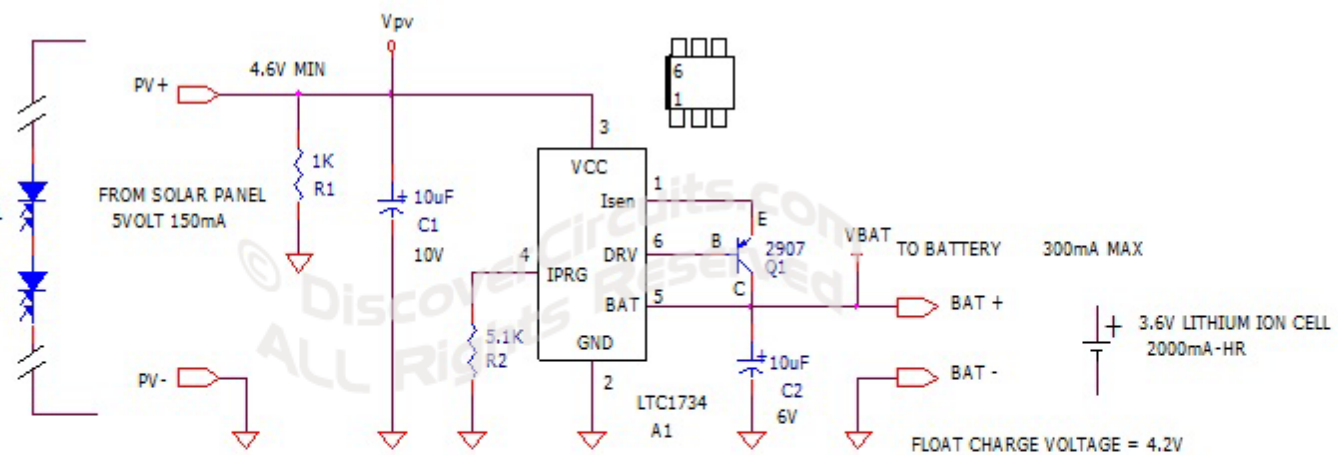 Vpv
4.6V MIN
PV+
6
1
3
1K
R1
VCC
FROM SOLAR PANEL
5VOLT 150mA
+ 10uF
C1
10V
Isen
1
E
4
IPRG
DRV
6
B
2907
Q1
C
VBAT
TO BATTERY
300mA MAX
BAT
5
BAT +
5.1K
R2
GND
2
+
10uF
C2
6V
+
3.6V LITHIUM ION CELL
2000mA-HR
PV-
BAT -
LTC1734
A1
FLOAT CHARGE VOLTAGE = 4.2V
© DiscoverCircuits.com
ALL Rights Reserved